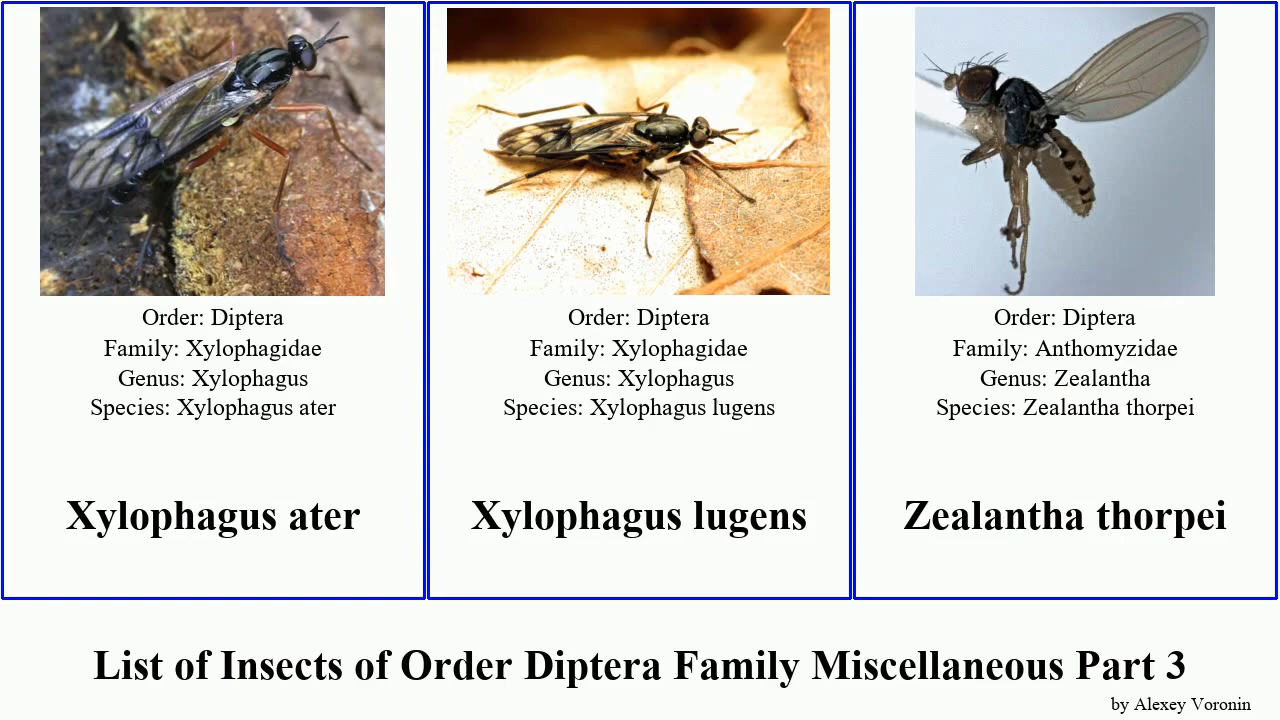 Order: Diptera
Family: Xylophagidae
Genus: Xylophagus
Species: Xylophagus ater
Xylophagus ater
Order: Diptera
Family: Xylophagidae
Genus: Xylophagus
Species: Xylophagus lugens
Xylophagus lugens
Order: Diptera
Family: Anthomyzidae
Genus: Zealantha
Species: Zealantha thorpei
Zealantha thorpei
List of Insects of Order Diptera Family Miscellaneous Part 3
by Alexey Voronin